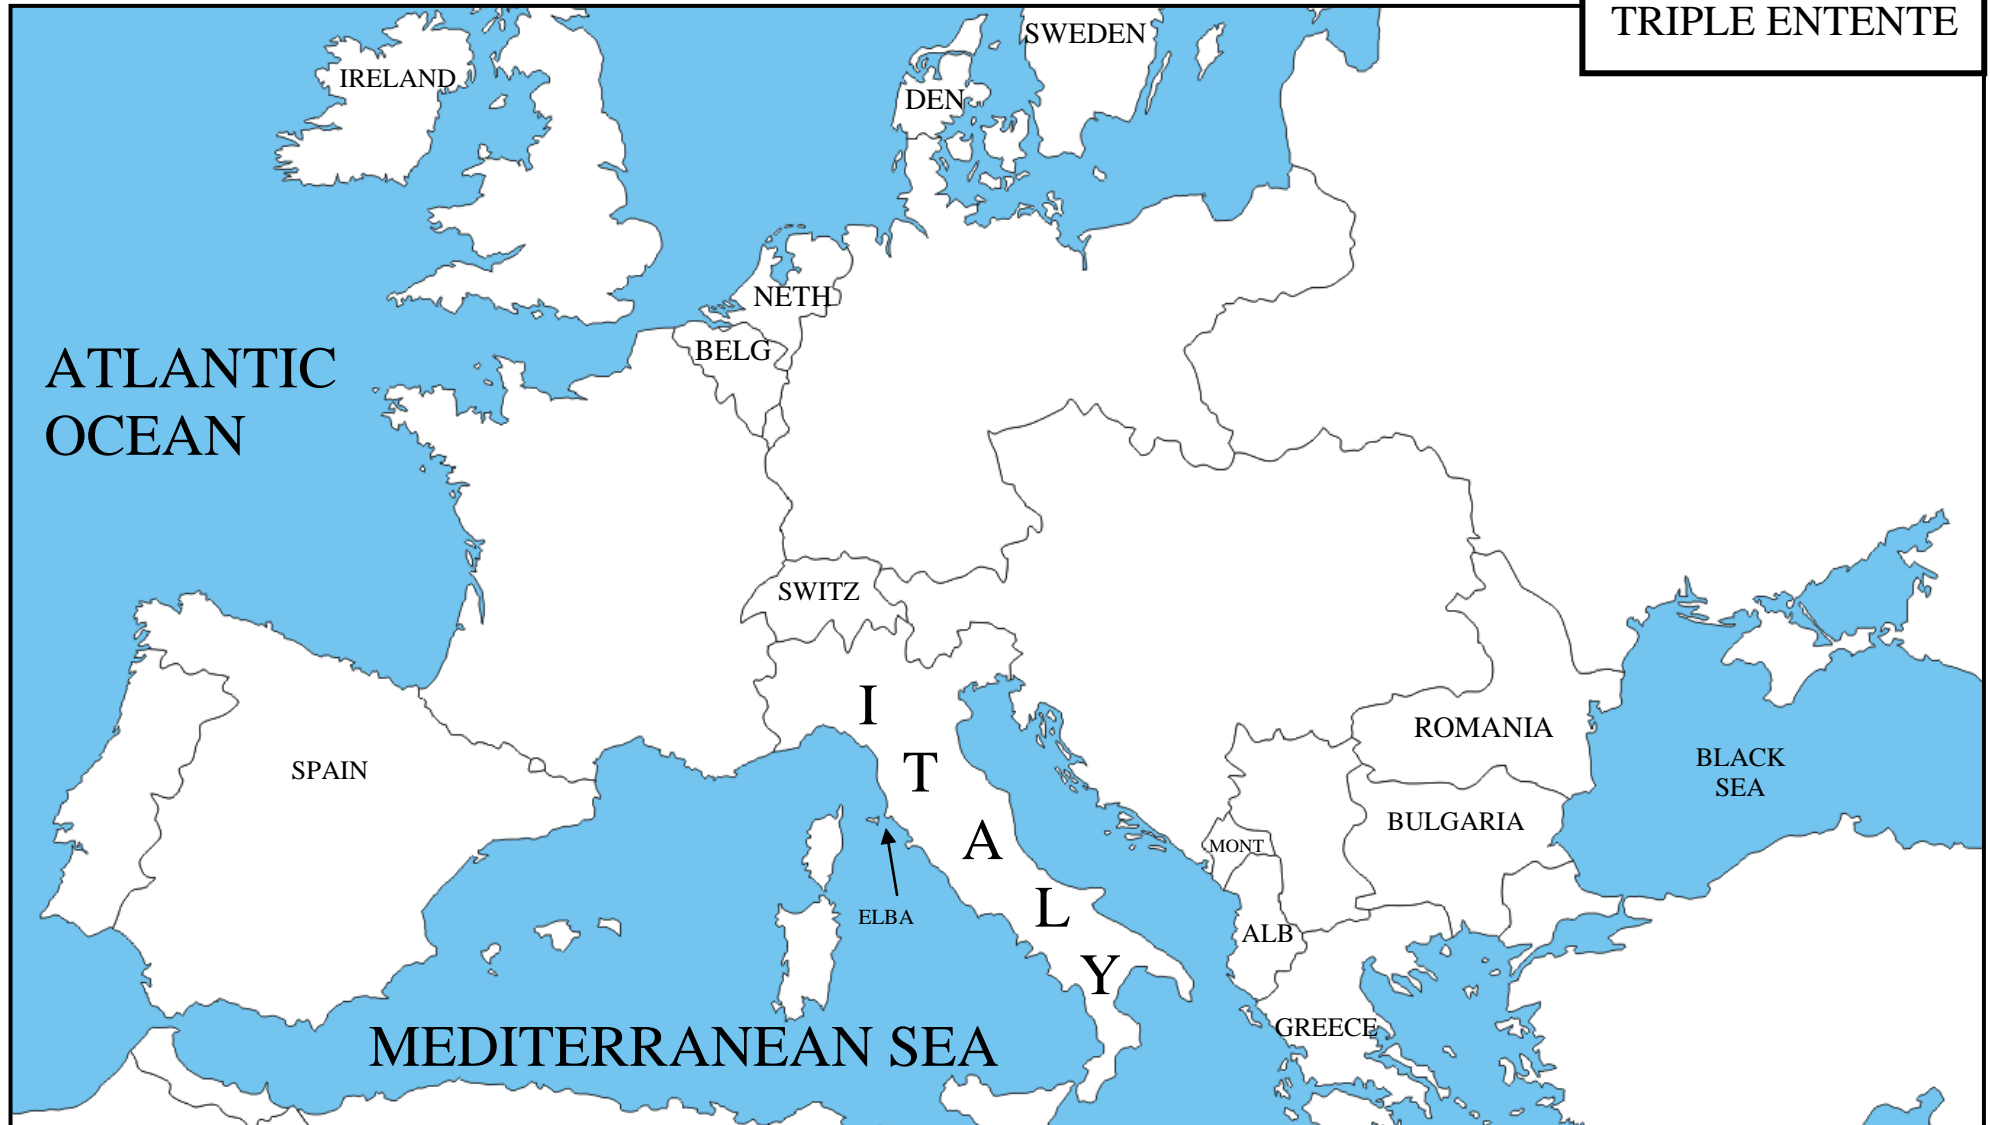 TRIPLE ENTENTE
SWEDEN
IRELAND
DEN
NETH
BELG
ATLANTIC
OCEAN
SWITZ
I
T
A
L
Y
ROMANIA
SPAIN
BLACK
SEA
BULGARIA
MONT
ELBA
ALB
GREECE
MEDITERRANEAN SEA